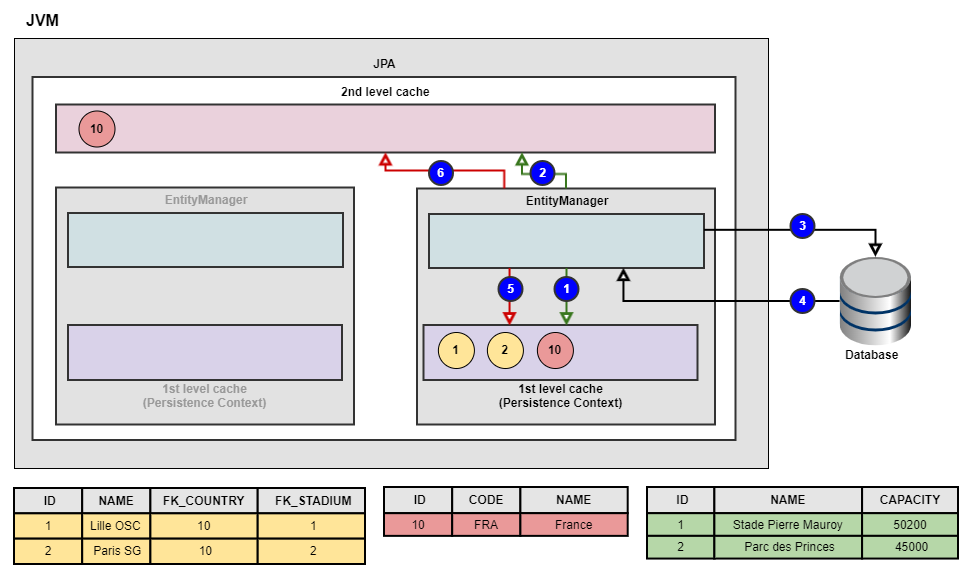 JVM
JPA
2nd level cache
10
6
2
EntityManager
EntityManager
3
5
1
4
1
2
10
Database
1st level cache
(Persistence Context)
1st level cache
(Persistence Context)
ID NAME FK_COUNTRY FK_STADIUM
1 Lille OSC 10 1
2 Paris SG 10 2
ID CODE NAME
10 FRA France
ID NAME CAPACITY
1 Stade Pierre Mauroy 50200
2 Parc des Princes 45000